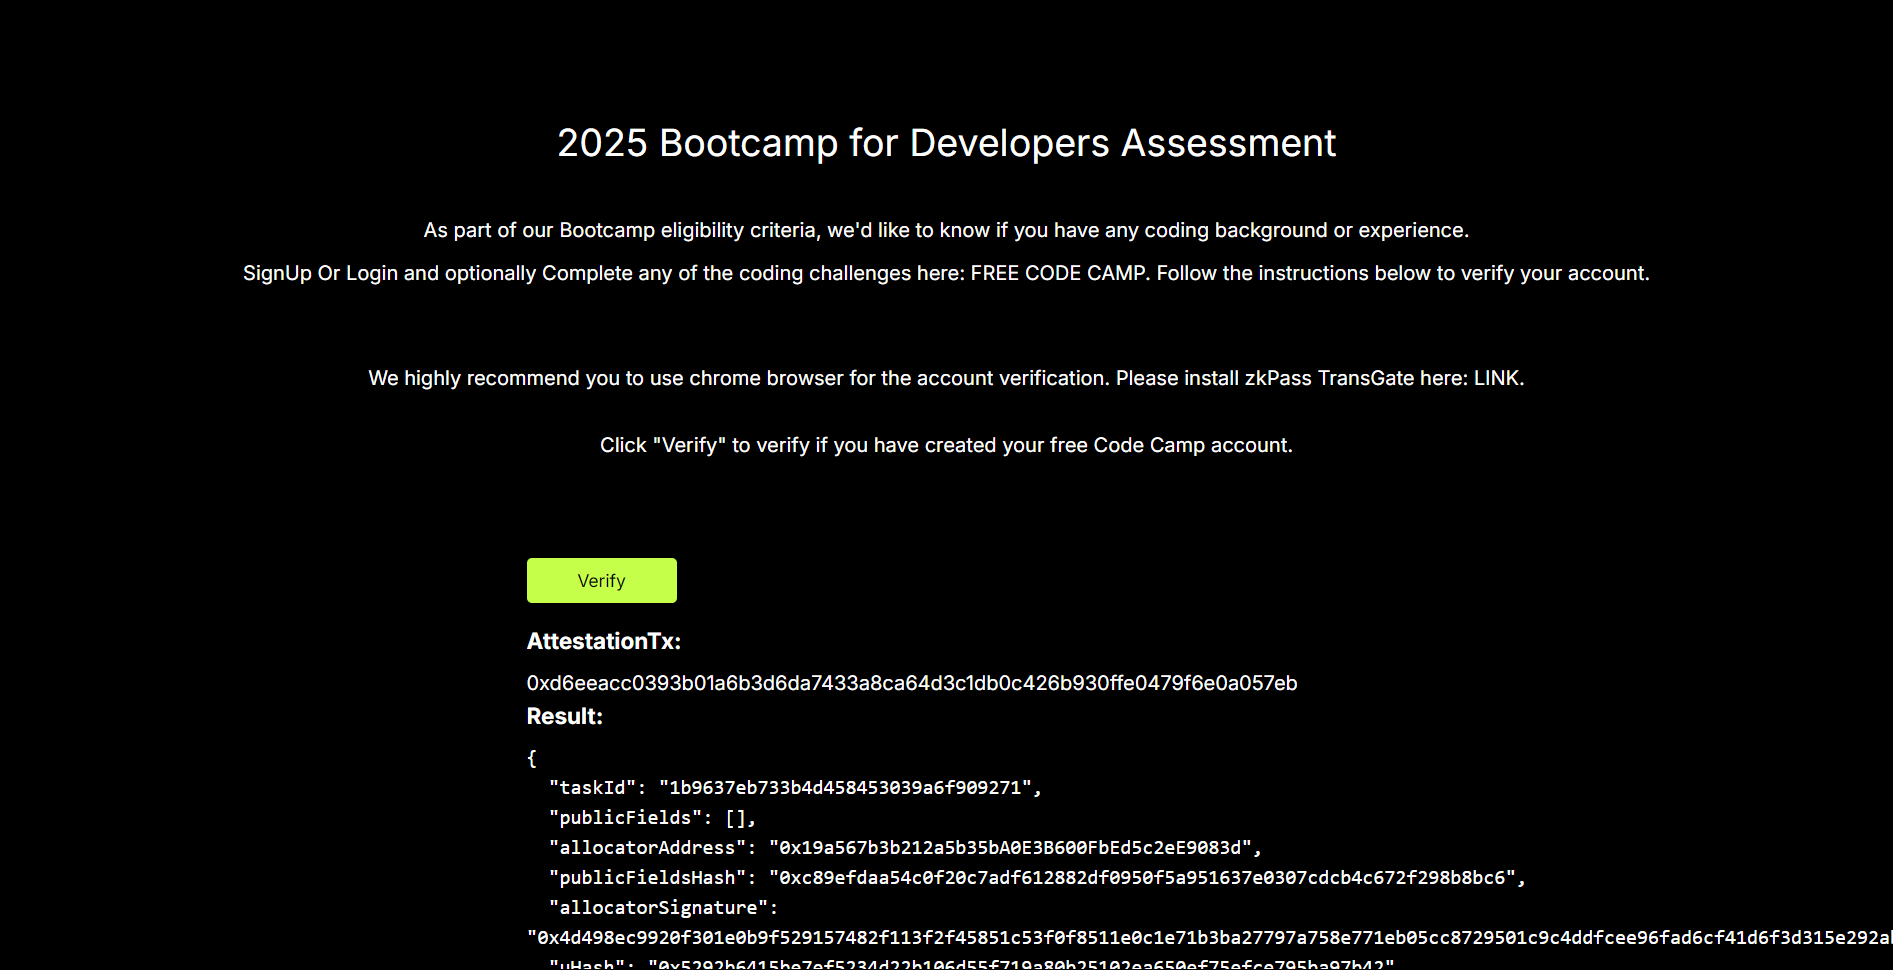 2025 Bootcamp for Developers Assessment
As part of our Bootcamp eligibility criteria, we'd like to know if you have any coding background or experience.
SignUp Or Login and optionally Complete any of the coding challenges here: FREE CODE CAMP. Follow the instructions below to verify your account.
We highly recommend you to use chrome browser for the account verification. Please install zkPass TransGate here: LINK.
Click "Verify" to verify if you have created your free Code Camp account.
Verify
AttestationTx:
0xd6eeacc0393b01a6b3d6da7433a8ca64d3c1db0c426b930ffe0479f6e0a057eb
Result:
{
"taskId": "1b9637eb733b4d458453039a6f909271",
"publicFields": [],
"allocatorAddress": "0x19a567b3b212a5b35bA0E3B600FbEd5c2eE9083d",
"publicFieldsHash": "0xc89efdaa54c0f20c7adf612882df0950f5a951637e0307cdcb4c672f298b8bc6",
"allocatorSignature":
"0x4d498ec9920f301e0b9f529157482f113f2f45851c53f0f8511e0c1e71b3ba27797a758e771eb05cc8729501c9c4ddfcee96fad6cf41d6f3d315e292a
"uHash": "0x5292b6415be7ef5234d22b106d55f719a80b25102ea650ef75efce795ba97b42"